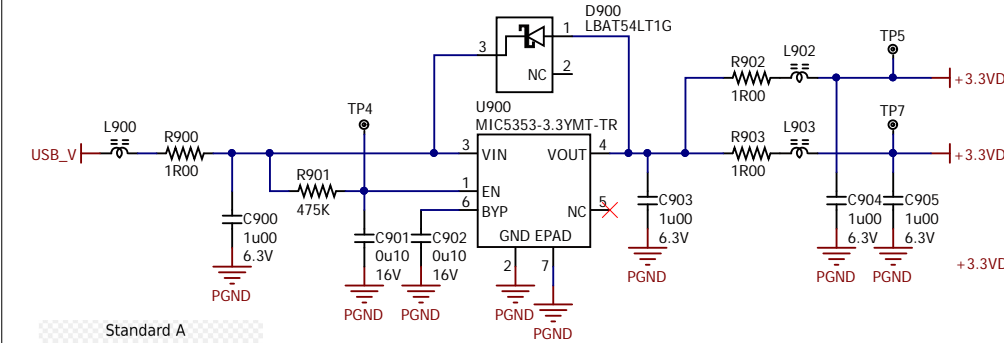 D900
LBAT54LT1G
3
1
NC
2
TP5
L902
R902
1R00
+3.3VD
TP4
U900
MIC5353-3.3YMT-TR
TP7
L900
R900
USB_V
1R00
3
VIN
VOUT
4
L903
R903
1R00
+3.3VD
R901
475K
1
EN
6
BYP
NC
5
C900
1u00
6.3V
C901
0u10
16V
C902
0u10
16V
GND EPAD
2
7
C903
1u00
6.3V
C904
1u00
6.3V
C905
1u00
6.3V
+3.3VD
PGND
PGND
PGND
PGND
PGND
PGND
PGND
PGND
Standard A